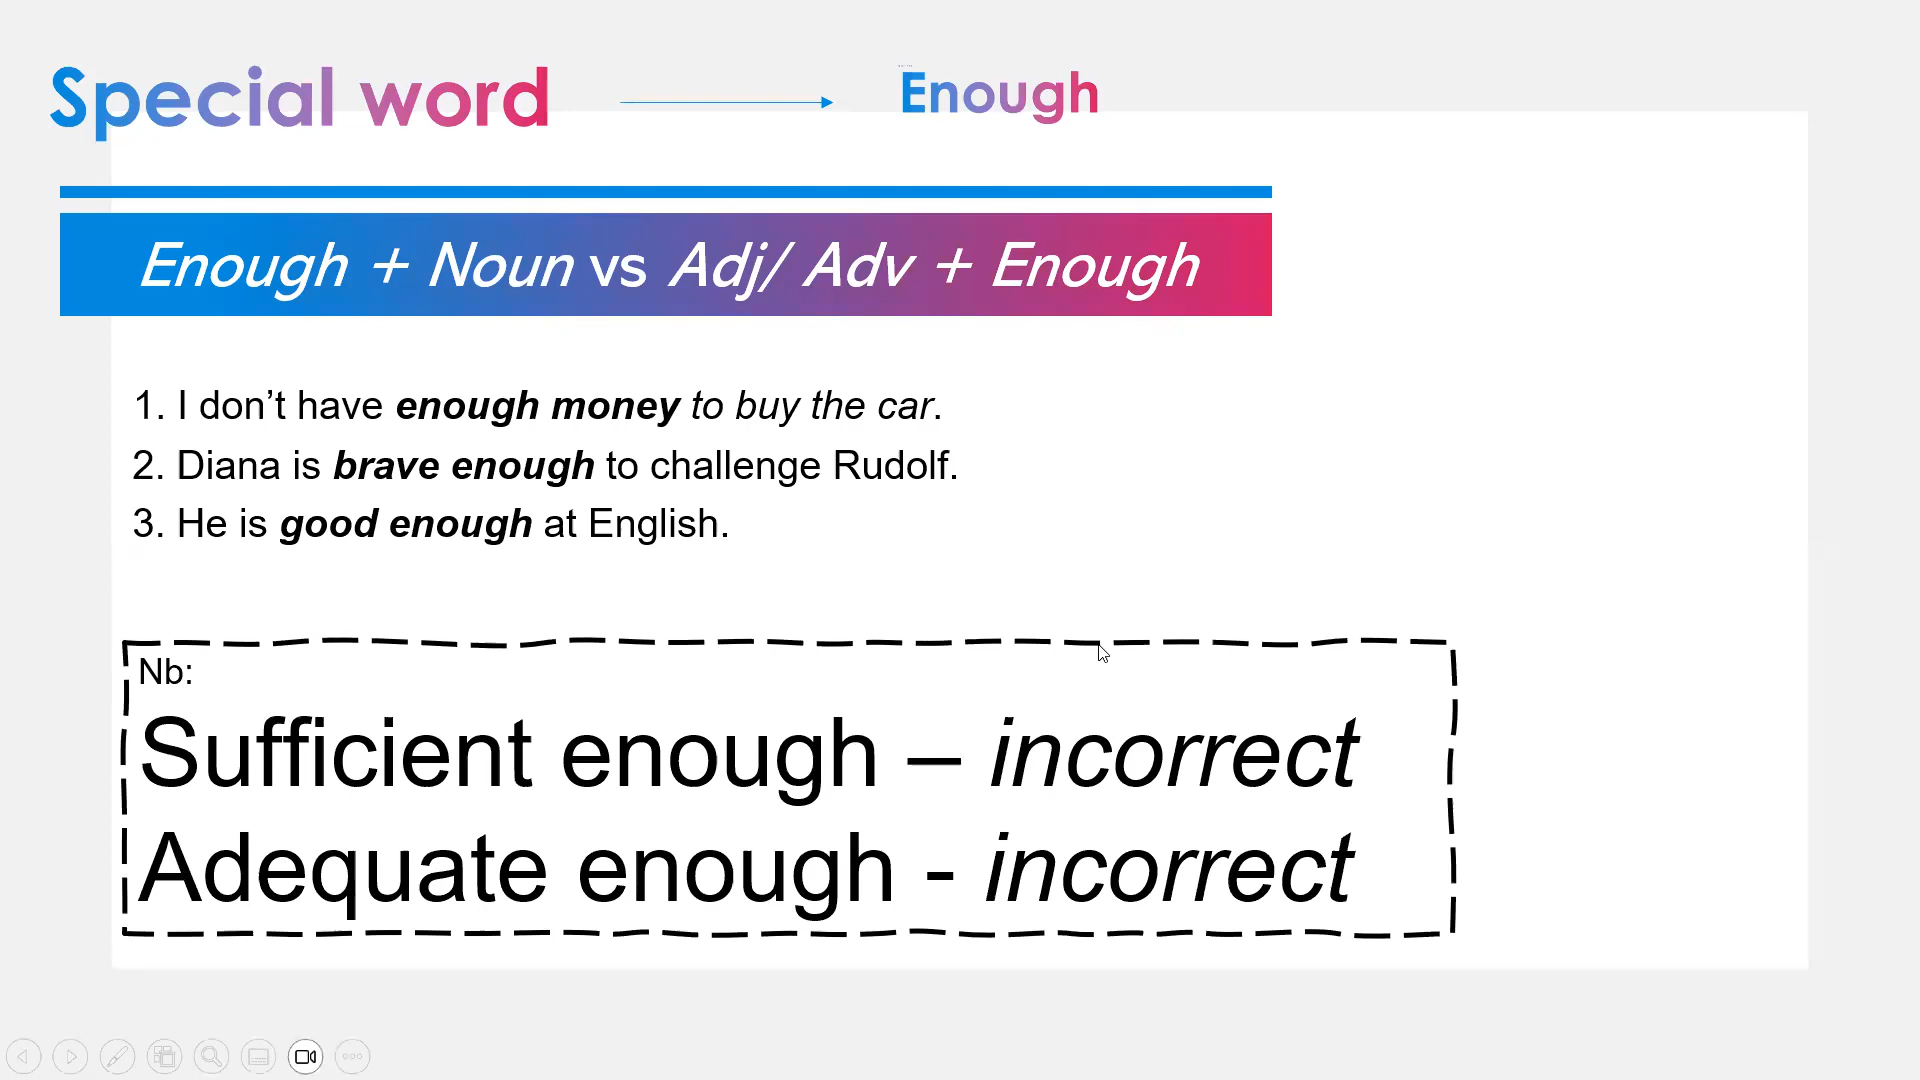 Special word
Enough
Enough + Noun vs Adj/ Adv + Enough
1. I don’t have enough money to buy the car.
2. Diana is brave enough to challenge Rudolf.
3. He is good enough at English.
Nb:
Sufficient enough – incorrect
Adequate enough - incorrect